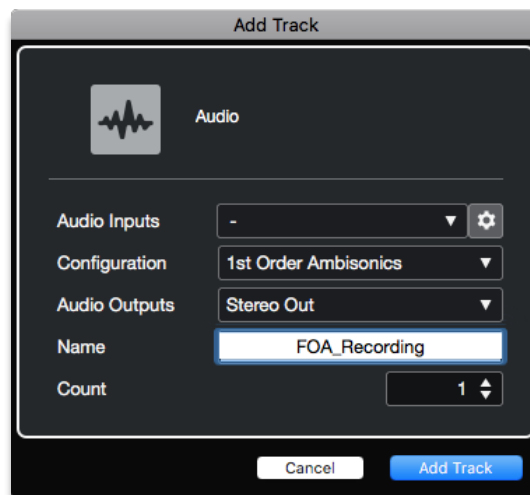 Add Track
Audio
Audio Inputs -
Configuration 1st Order Ambisonics
Audio Outputs Stereo Out
Name FOA_Recording
Count 1
Cancel Add Track